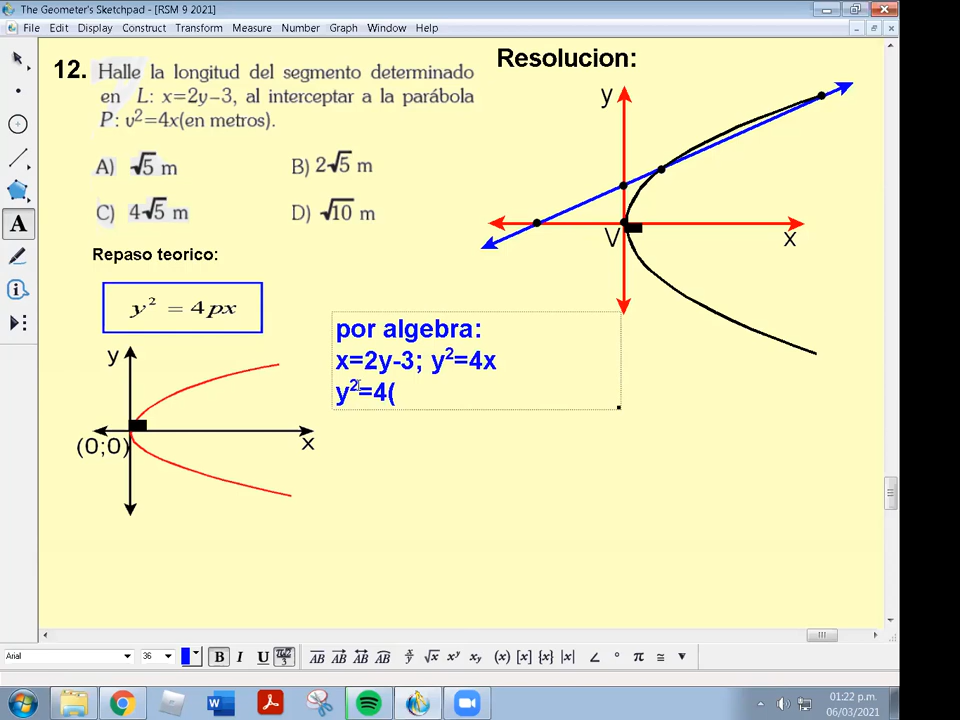 The Geometer's Sketchpad - [RSM 9 2021]
File Edit Display Construct Transform Measure Number Graph Window Help
12. Halle la longitud del segmento determinado
en L: x=2y–3, al interceptar a la parábola
P: y²=4x(en metros).
A) √5 m B) 2√5 m
C) 4√5 m D) √10 m
Repaso teorico:
y² = 4px
y
(0;0)
x
Resolucion:
y
V
x
por algebra:
x=2y-3; y²=4x
y²=4(
Arial 36 B I U
01:22 p.m.
06/03/2021